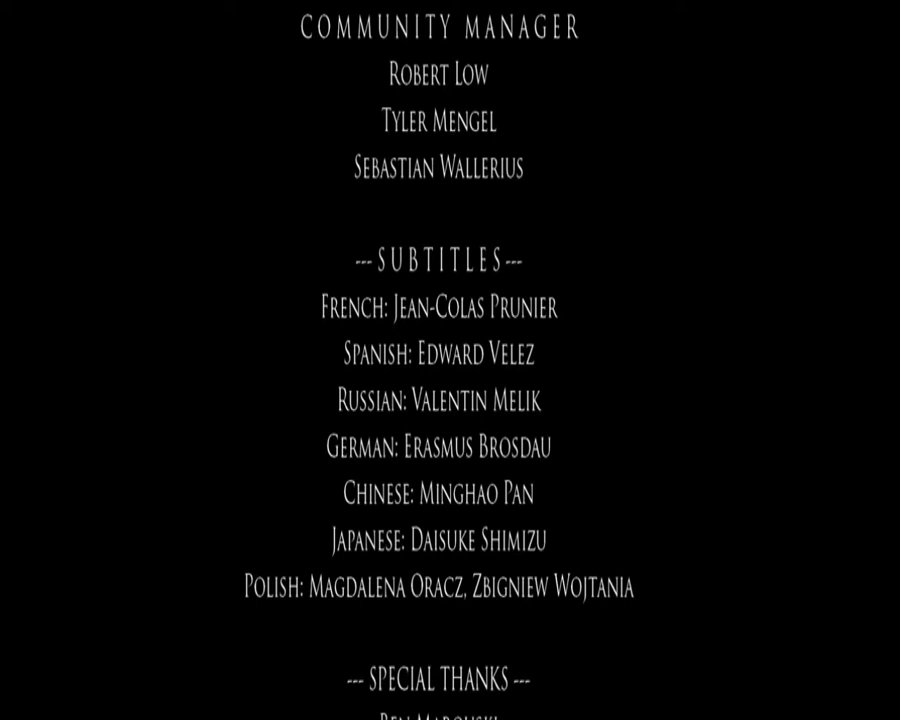 COMMUNITY MANAGER
ROBERT LOW
TYLER MENGEL
SEBASTIAN WALLERIUS
--- SUBTITLES ---
FRENCH: JEAN-COLAS PRUNIER
SPANISH: EDWARD VELEZ
RUSSIAN: VALENTIN MELIK
GERMAN: ERASMUS BROSDAU
CHINESE: MINGHAO PAN
JAPANESE: DAISUKE SHIMIZU
POLISH: MAGDALENA ORACZ, ZBIGNIEW WOJTANIA
--- SPECIAL THANKS ---